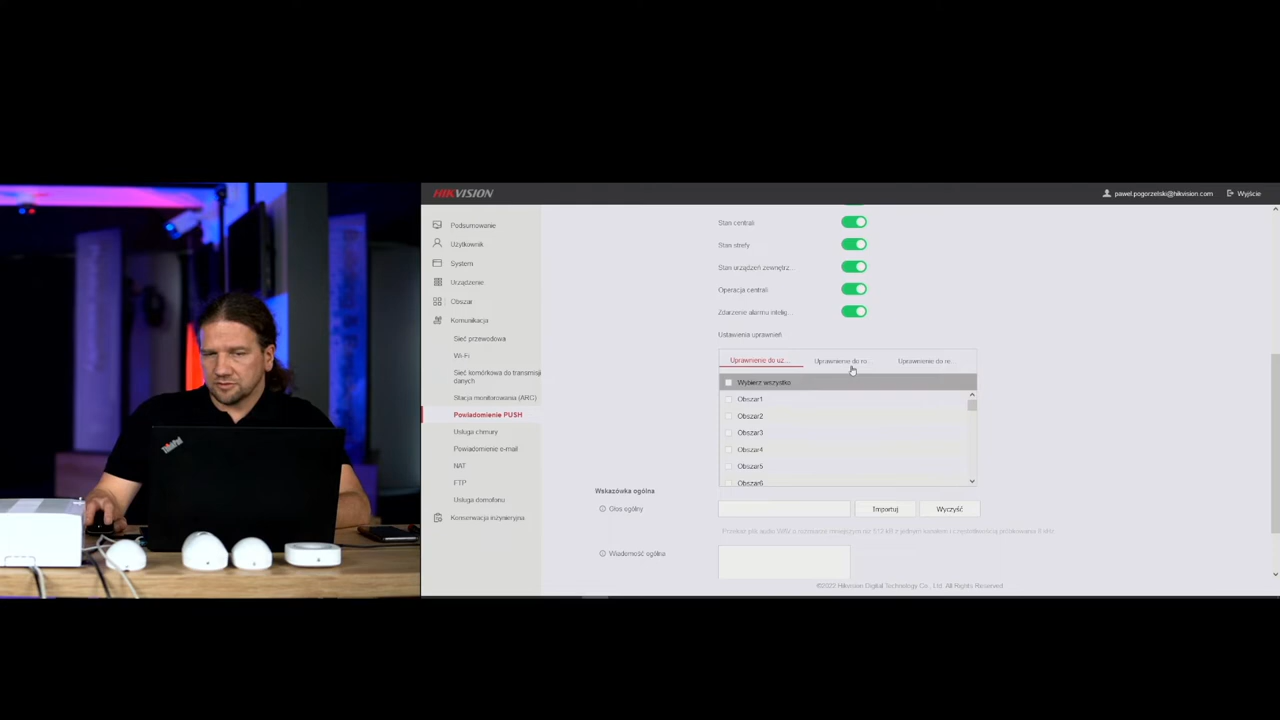 HIKVISION
pawel.pogorzelski@hikvision.com
Wyjście
Podsumowanie
Użytkownik
System
Urządzenie
Obszar
Komunikacja
Sieć przewodowa
Wi-Fi
Sieć komórkowa do transmisji
danych
Stacja monitorowania (ARC)
Powiadomienie PUSH
Usługa chmury
Powiadomienie e-mail
NAT
FTP
Usługa domofonu
Konserwacja inżynieryjna
Stan centrali
Stan strefy
Stan urządzeń zewnętrz...
Operacja centrali
Zdarzenie alarmu intelig...
Ustawienia uprawnień
Uprawnienie do uz...
Uprawnienie do ro...
Uprawnienie do re...
Wybierz wszystko
Obszar1
Obszar2
Obszar3
Obszar4
Obszar5
Obszar6
Wskazówka ogólna
Głos ogólny
Importuj
Wyczyść
Wiadomość ogólna
©2022 Hikvision Digital Technology Co., Ltd. All Rights Reserved.
ThinkPad